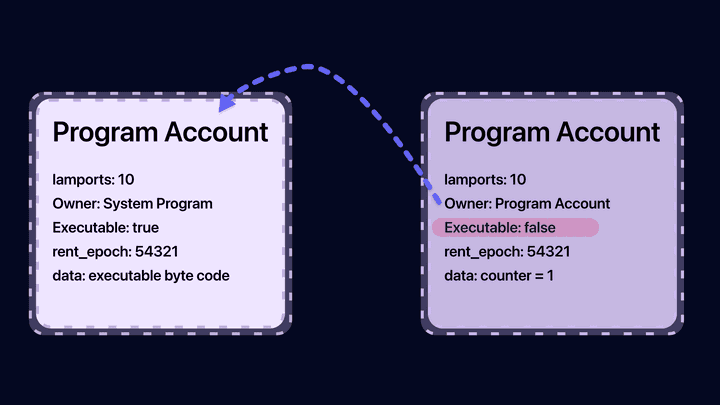 Program Account
lamports: 10
Owner: System Program
Executable: true
rent_epoch: 54321
data: executable byte code
Program Account
lamports: 10
Owner: Program Account
Executable: false
rent_epoch: 54321
data: counter = 1